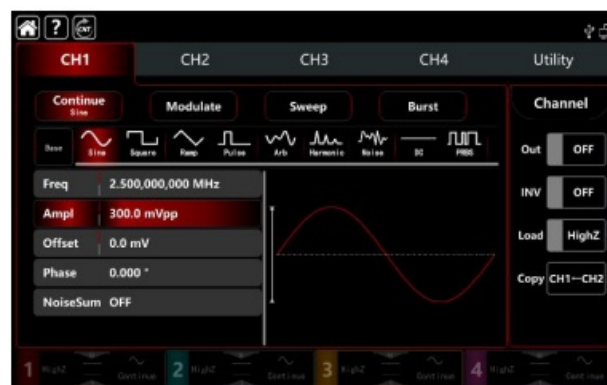 ? CNT
CH1 CH2 CH3 CH4 Utility
Continue Sine Modulate Sweep Burst Channel
Base Sine Square Ramp Pulse Arb Harmonic Noise DC PRBS
Out OFF
Freq 2.500,000,000 MHz
INV OFF
Ampl 300.0 mVpp
Load HighZ
Offset 0.0 mV
Phase 0.000 °
Copy CH1←CH2
NoiseSum OFF
1 HighZ Continue 2 HighZ Continue 3 HighZ Continue 4 HighZ Continue